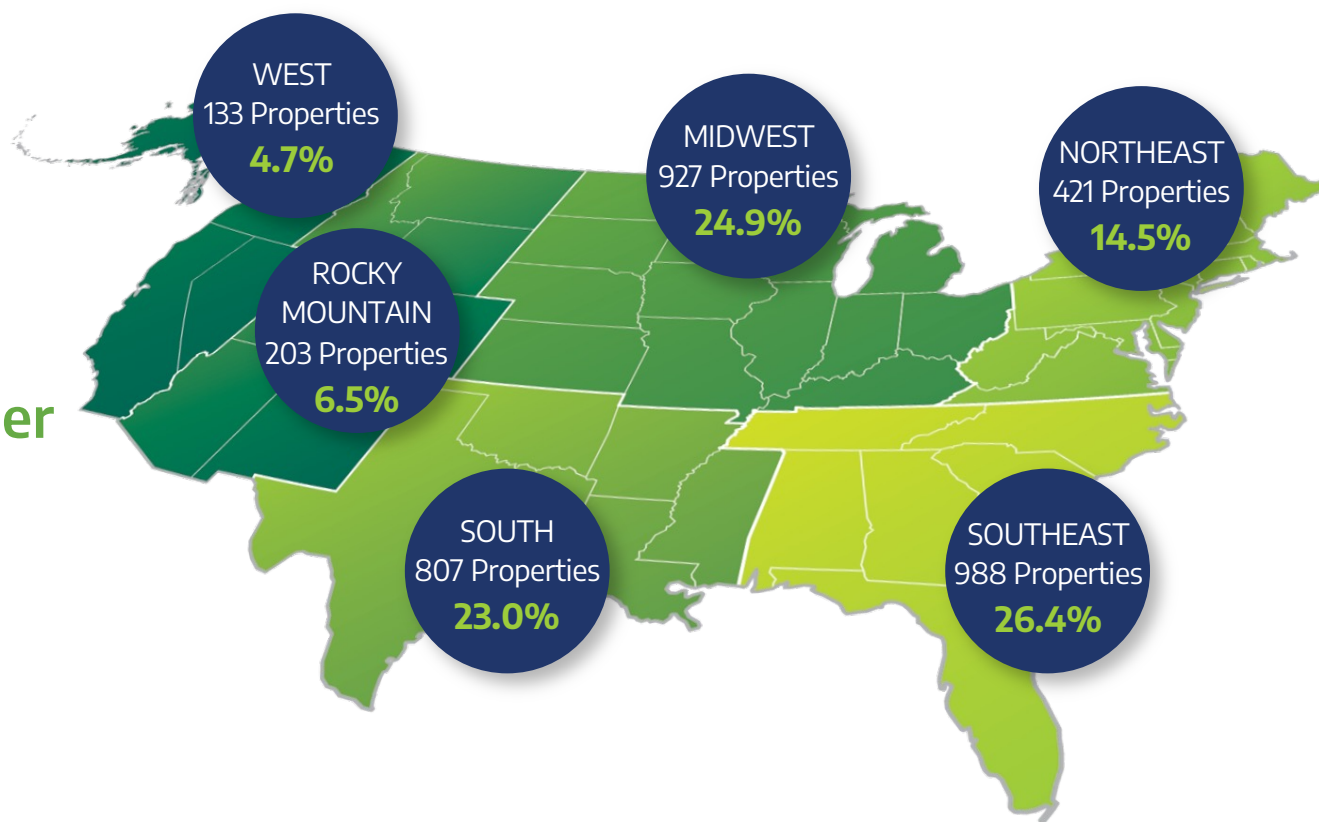 WEST
133 Properties
4.7%
MIDWEST
927 Properties
24.9%
NORTHEAST
421 Properties
14.5%
ROCKY
MOUNTAIN
203 Properties
6.5%
er
SOUTH
807 Properties
23.0%
SOUTHEAST
988 Properties
26.4%